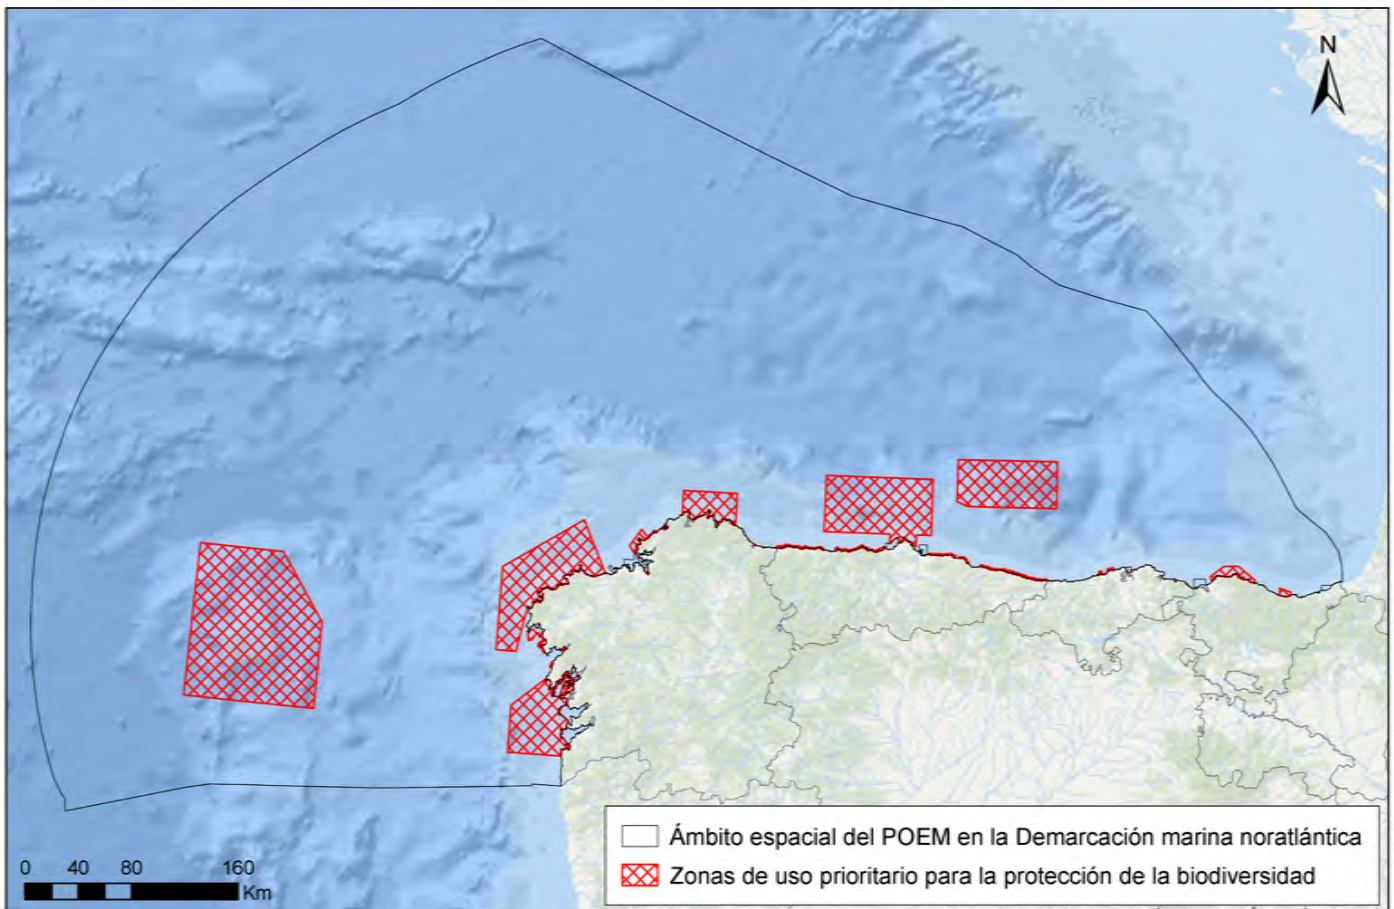 N
Ámbito espacial del POEM en la Demarcación marina noratlántica
Zonas de uso prioritario para la protección de la biodiversidad
0 40 80 160
Km